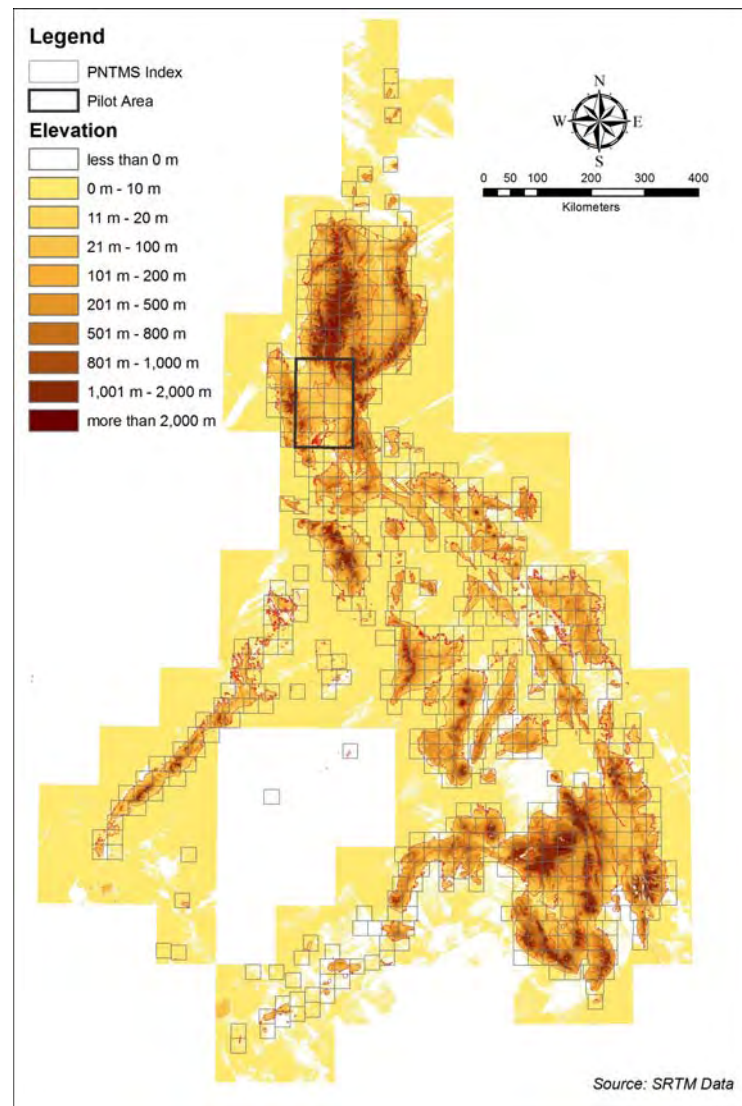 Legend
PNTMS Index
Pilot Area
Elevation
less than 0 m
0 m - 10 m
11 m - 20 m
21 m - 100 m
101 m - 200 m
201 m - 500 m
501 m - 800 m
801 m - 1,000 m
1,001 m - 2,000 m
more than 2,000 m
N
W E
S
0 50 100 200 300 400
Kilometers
Source: SRTM Data